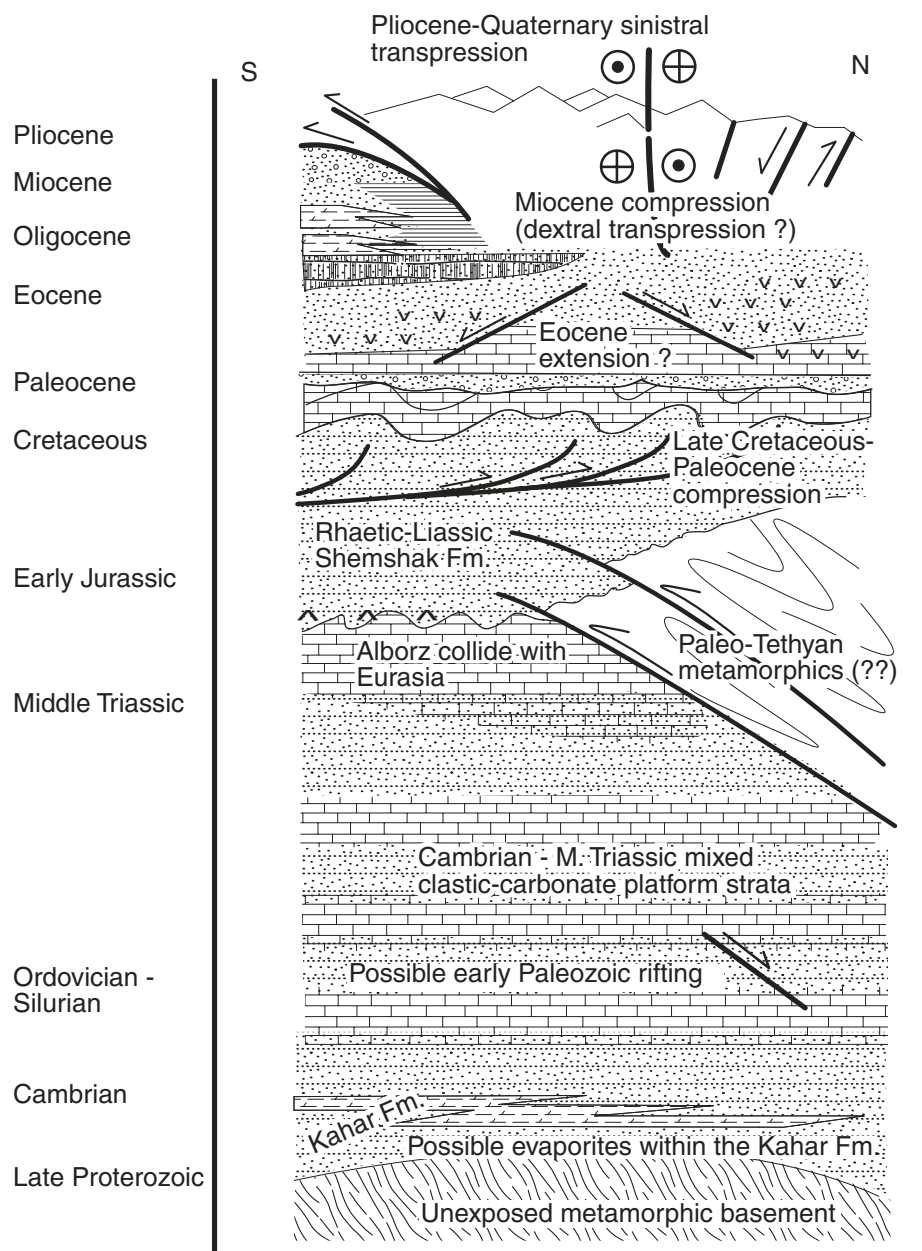 Pliocene-Quaternary sinistral
transpression
S
N
Pliocene
Miocene
Miocene compression
(dextral transpression ?)
Oligocene
Eocene
Eocene
extension ?
Paleocene
Cretaceous
Late Cretaceous-
Paleocene
compression
Rhaetic-Liassic
Shemshak Fm.
Early Jurassic
Alborz collide with
Eurasia
Paleo-Tethyan
metamorphics (??)
Middle Triassic
Cambrian - M. Triassic mixed
clastic-carbonate platform strata
Ordovician -
Silurian
Possible early Paleozoic rifting
Cambrian
Kahar Fm.
Possible evaporites within the Kahar Fm.
Late Proterozoic
Unexposed metamorphic basement